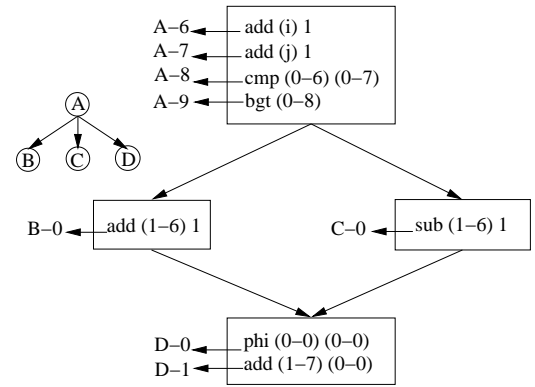 A–6 add (i) 1
A–7 add (j) 1
A–8 cmp (0–6) (0–7)
A–9 bgt (0–8)
A
B C D
B–0 add (1–6) 1
C–0 sub (1–6) 1
D–0 phi (0–0) (0–0)
D–1 add (1–7) (0–0)